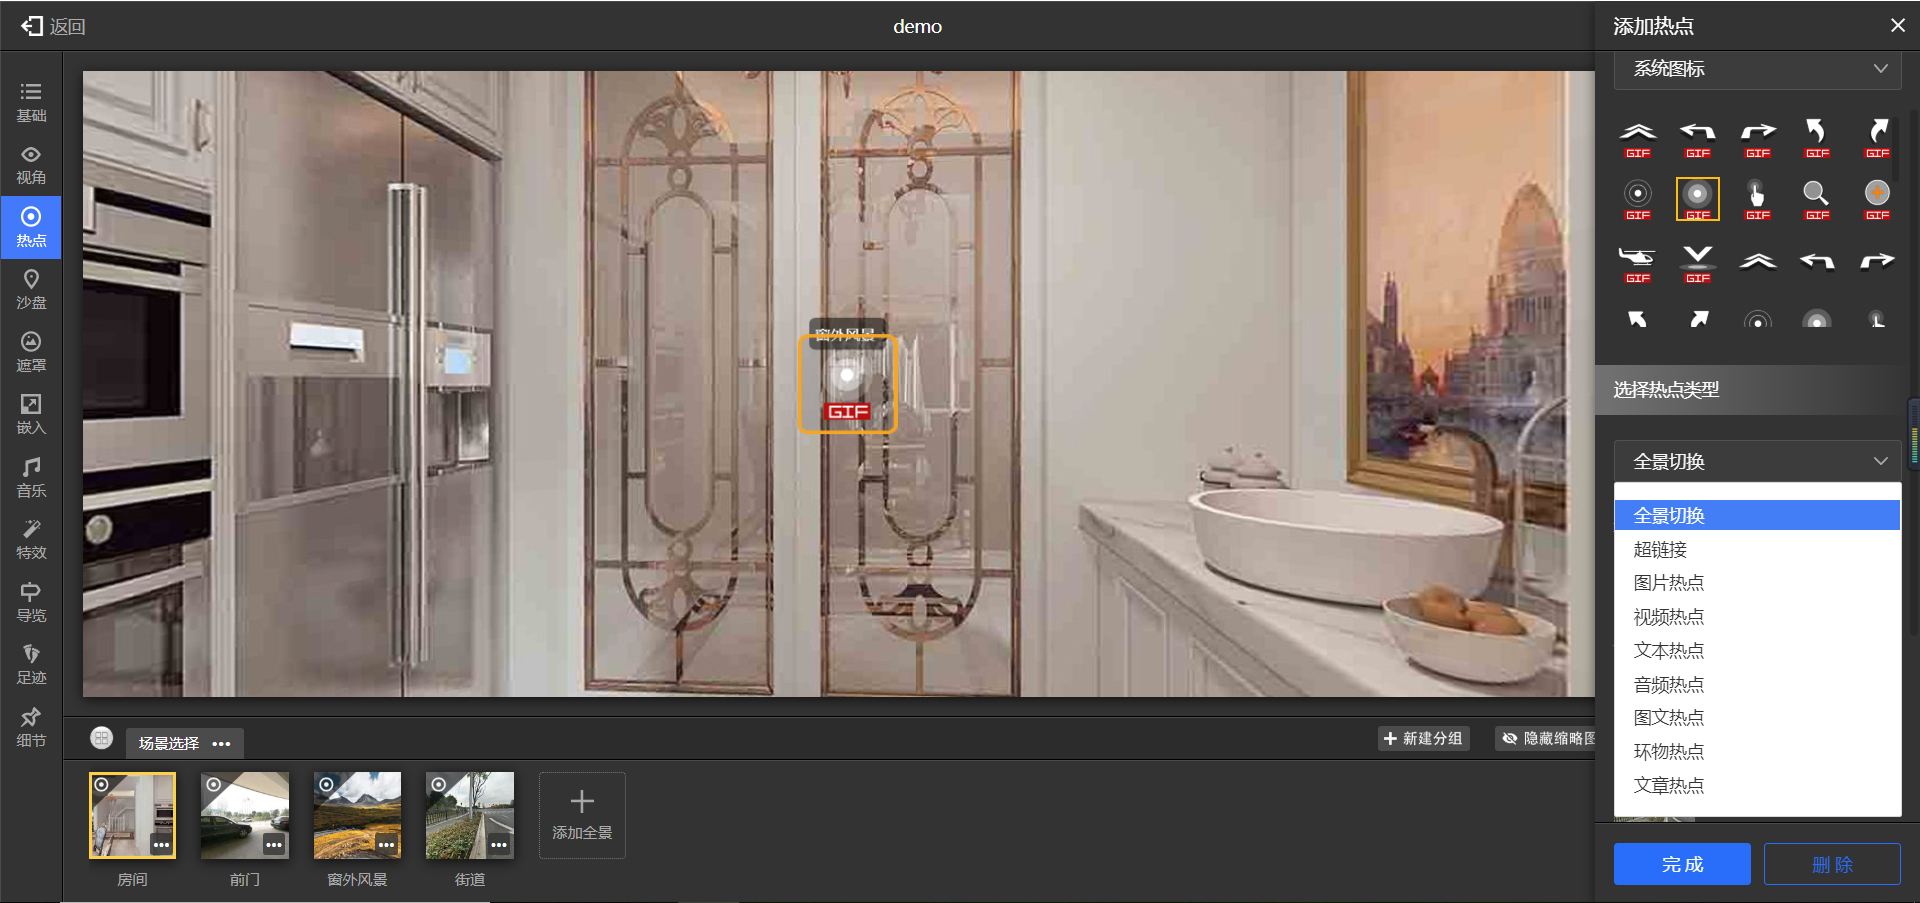 返回
demo
添加热点
系统图标
基础
视角
热点
沙盘
遮罩
嵌入
音乐
特效
导览
足迹
细节
GIF GIF GIF GIF GIF
GIF GIF GIF GIF GIF
GIF GIF
窗外风景
GIF
选择热点类型
全景切换
全景切换
超链接
图片热点
视频热点
文本热点
音频热点
图文热点
环物热点
文章热点
场景选择
新建分组
隐藏缩略图
添加全景
房间
前门
窗外风景
街道
完成
删除